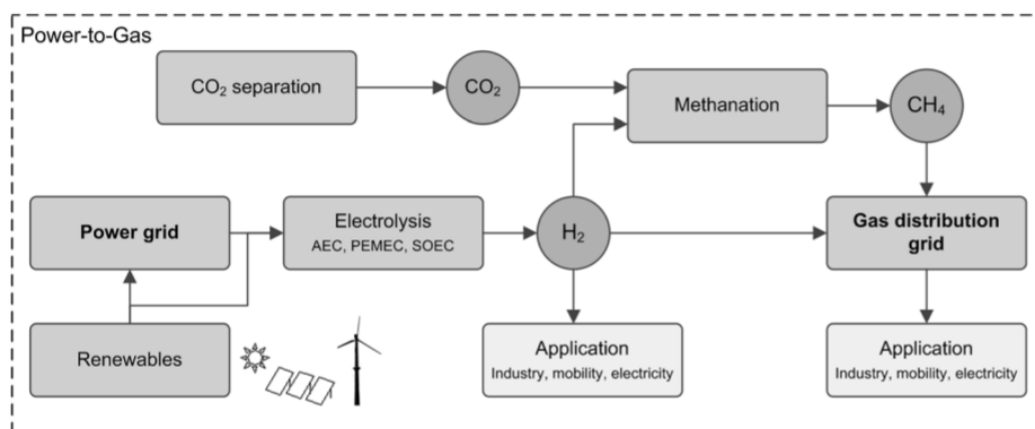 Power-to-Gas
CO₂ separation
CO₂
Methanation
CH₄
Power grid
Electrolysis
AEC, PEMEC, SOEC
H₂
Gas distribution
grid
Renewables
Application
Industry, mobility, electricity
Application
Industry, mobility, electricity